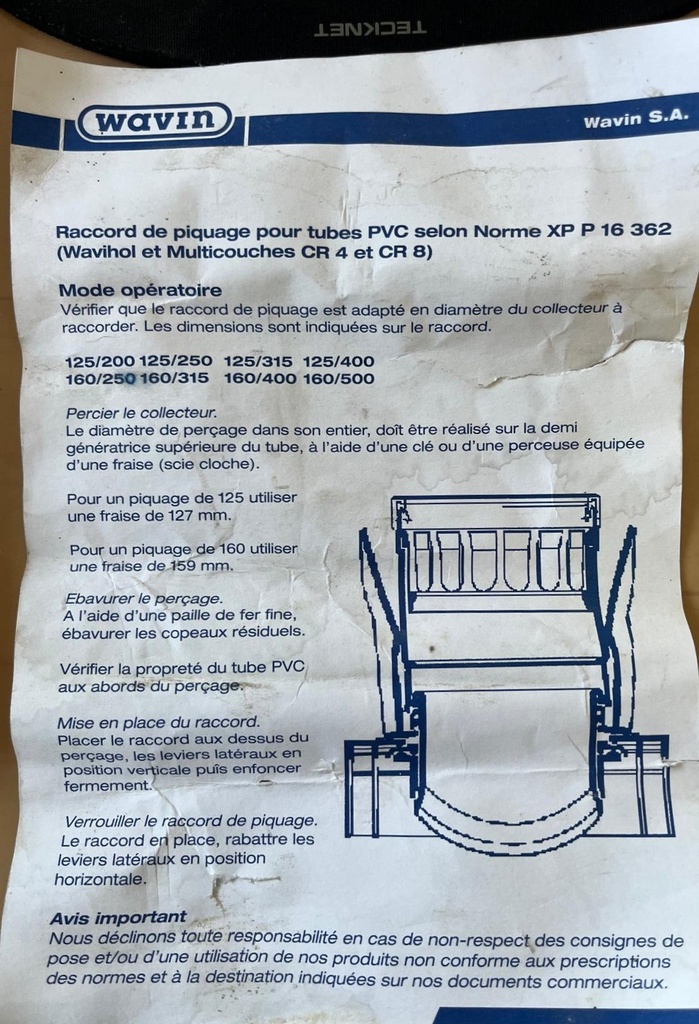 TECKNET
wavin
Wavin S.A.
Raccord de piquage pour tubes PVC selon Norme XP P 16 362
(Wavihol et Multicouches CR 4 et CR 8)
Mode opératoire
Vérifier que le raccord de piquage est adapté en diamètre du collecteur à
raccorder. Les dimensions sont indiquées sur le raccord.
125/200 125/250 125/315 125/400
160/250 160/315 160/400 160/500
Percier le collecteur.
Le diamètre de perçage dans son entier, doît être réalisé sur la demi
génératrice supérieure du tube, à l'aide d'une clé ou d'une perceuse équipée
d'une fraise (scie cloche).
Pour un piquage de 125 utiliser
une fraise de 127 mm.
Pour un piquage de 160 utiliser
une fraise de 159 mm.
Ebavurer le perçage.
A l'aide d'une paille de fer fine,
ébavurer les copeaux résiduels.
Vérifier la propreté du tube PVC
aux abords du perçage.
Mise en place du raccord.
Placer le raccord aux dessus du
perçage, les leviers latéraux en
position verticale puis enfoncer
fermement.
Verrouiller le raccord de piquage.
Le raccord en place, rabattre les
leviers latéraux en position
horizontale.
Avis important
Nous déclinons toute responsabilité en cas de non-respect des consignes de
pose et/ou d'une utilisation de nos produits non conforme aux prescriptions
des normes et à la destination indiquées sur nos documents commerciaux.